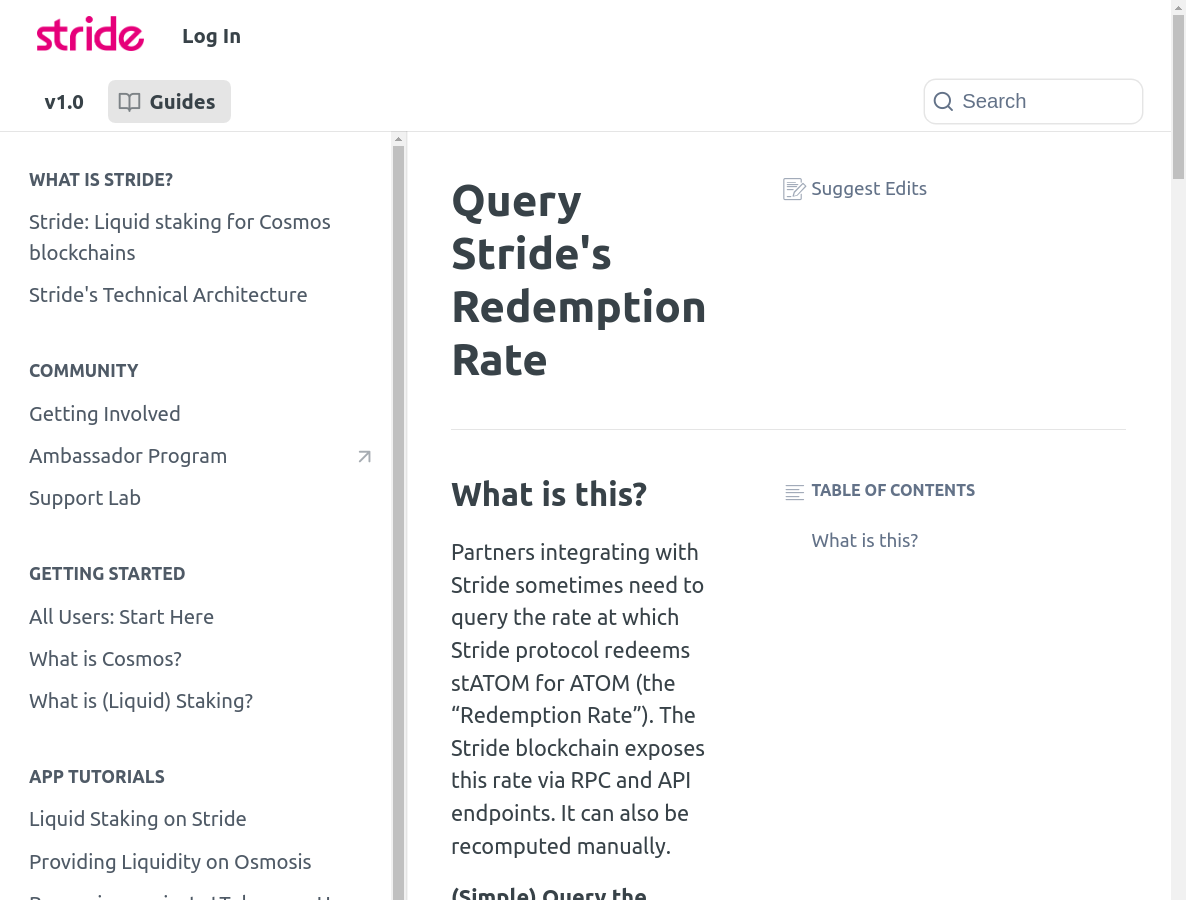 stride
Log In
v1.0
Guides
Search
WHAT IS STRIDE?
Stride: Liquid staking for Cosmos
blockchains
Stride's Technical Architecture
COMMUNITY
Getting Involved
Ambassador Program
Support Lab
GETTING STARTED
All Users: Start Here
What is Cosmos?
What is (Liquid) Staking?
APP TUTORIALS
Liquid Staking on Stride
Providing Liquidity on Osmosis
Query
Stride's
Redemption
Rate
Suggest Edits
What is this?
Partners integrating with
Stride sometimes need to
query the rate at which
Stride protocol redeems
stATOM for ATOM (the
“Redemption Rate”). The
Stride blockchain exposes
this rate via RPC and API
endpoints. It can also be
recomputed manually.
(Simple) Query the
TABLE OF CONTENTS
What is this?